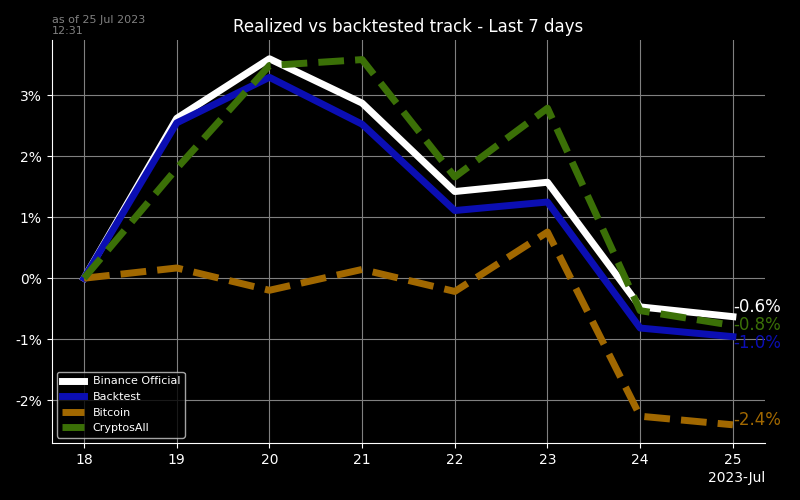 as of 25 Jul 2023
12:31
Realized vs backtested track - Last 7 days
3%
2%
1%
0%
-1%
-2%
-0.6%
-0.8%
-1.0%
-2.4%
Binance Official
Backtest
Bitcoin
CryptosAll
18 19 20 21 22 23 24 25
2023-Jul